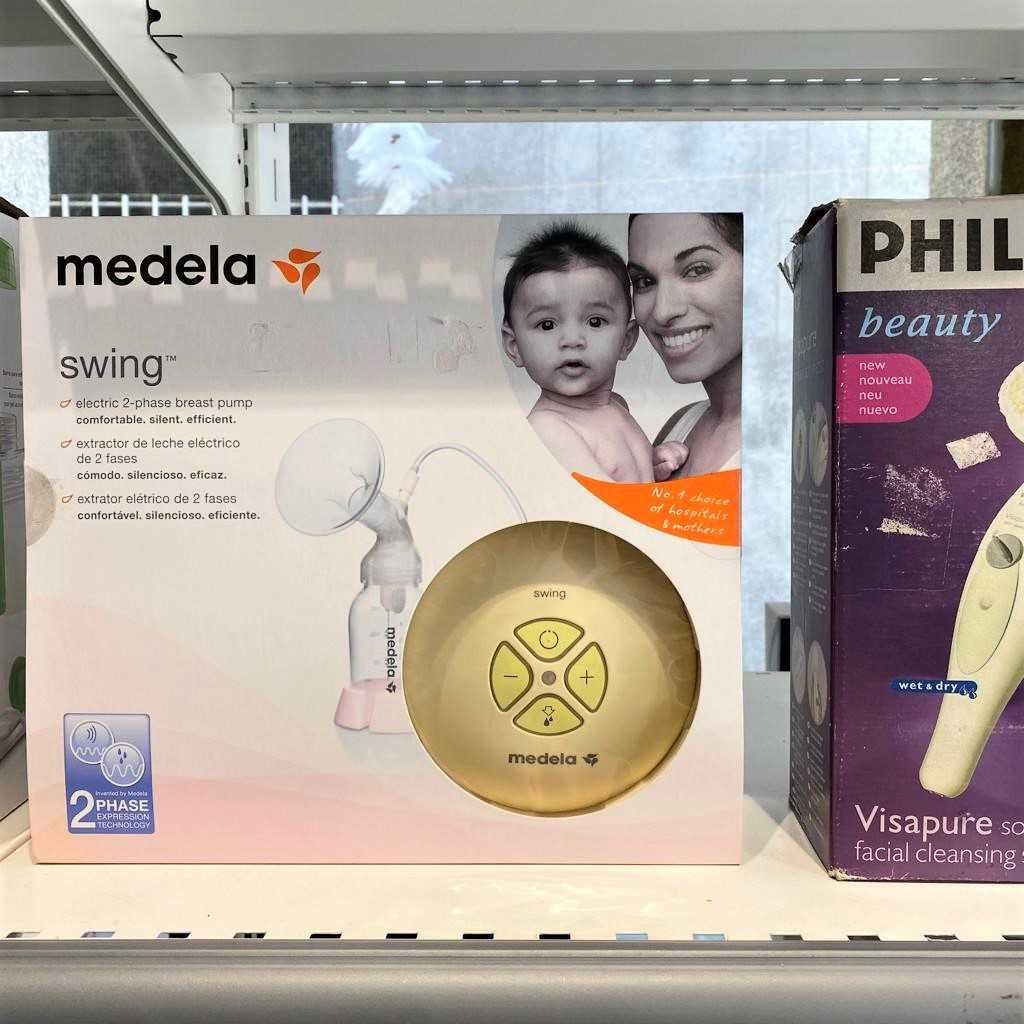 medela
swing™
electric 2-phase breast pump
comfortable. silent. efficient.
extractor de leche eléctrico
de 2 fases
cómodo. silencioso. eficaz.
extrator elétrico de 2 fases
confortável. silencioso. eficiente.
No. 1 choice
of hospitals
& mothers
swing
medela
medela
Invented by Medela
2 PHASE
EXPRESSION
TECHNOLOGY
PHIL
beauty
new
nouveau
neu
nuevo
wet & dry
Visapure so
facial cleansing s